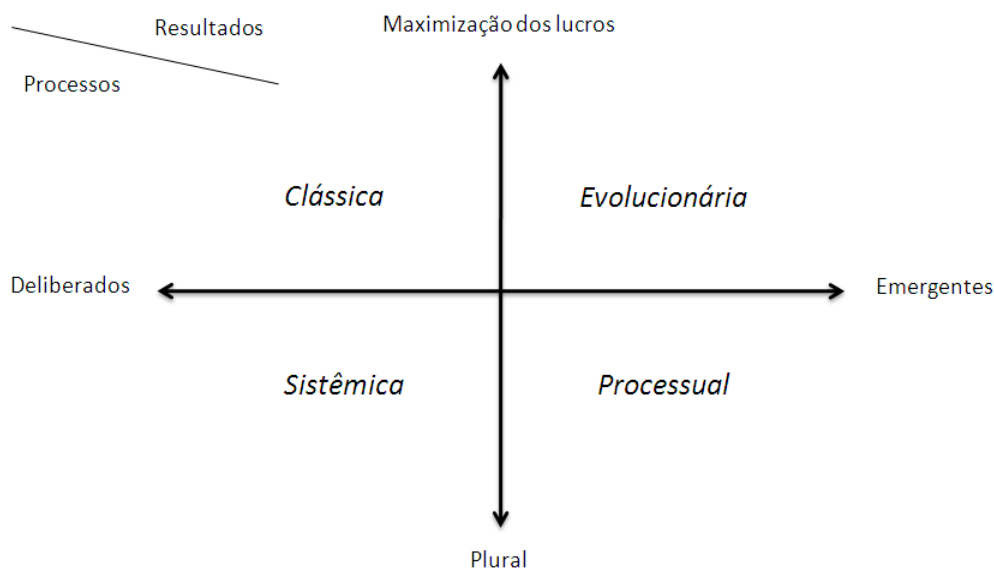 Resultados
Maximização dos lucros
Processos
Clássica
Evolucionária
Deliberados
Emergentes
Sistêmica
Processual
Plural